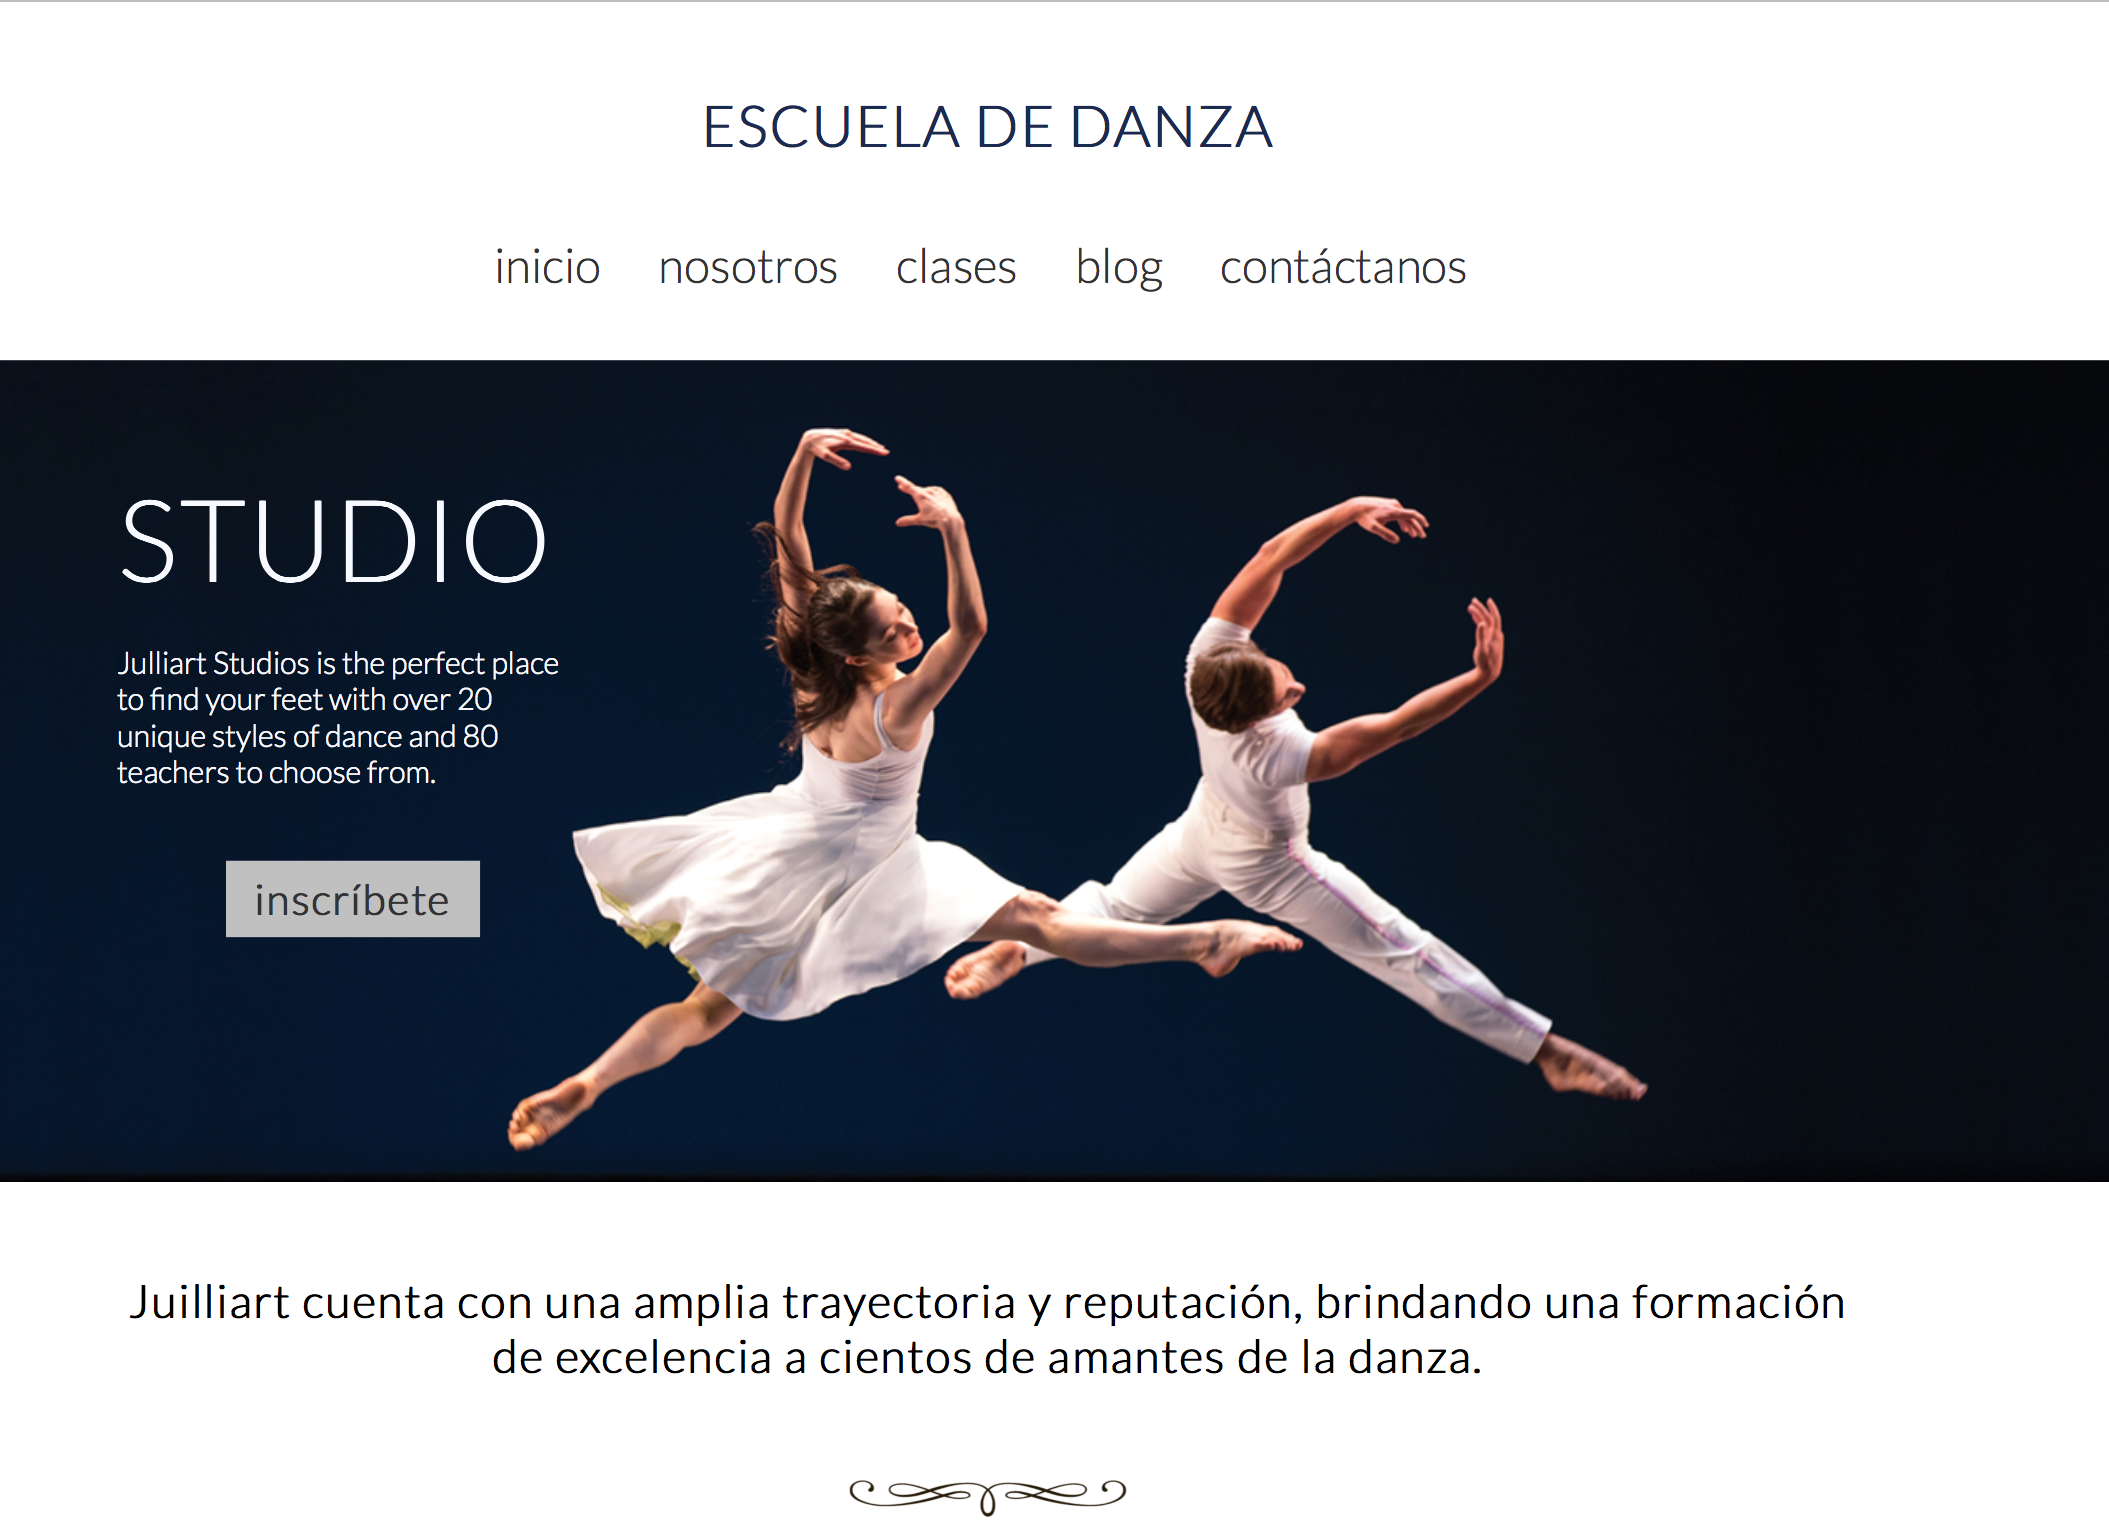 ESCUELA DE DANZA
inicio nosotros clases blog contáctanos
STUDIO
Julliart Studios is the perfect place
to find your feet with over 20
unique styles of dance and 80
teachers to choose from.
inscríbete
Juilliart cuenta con una amplia trayectoria y reputación, brindando una formación
de excelencia a cientos de amantes de la danza.